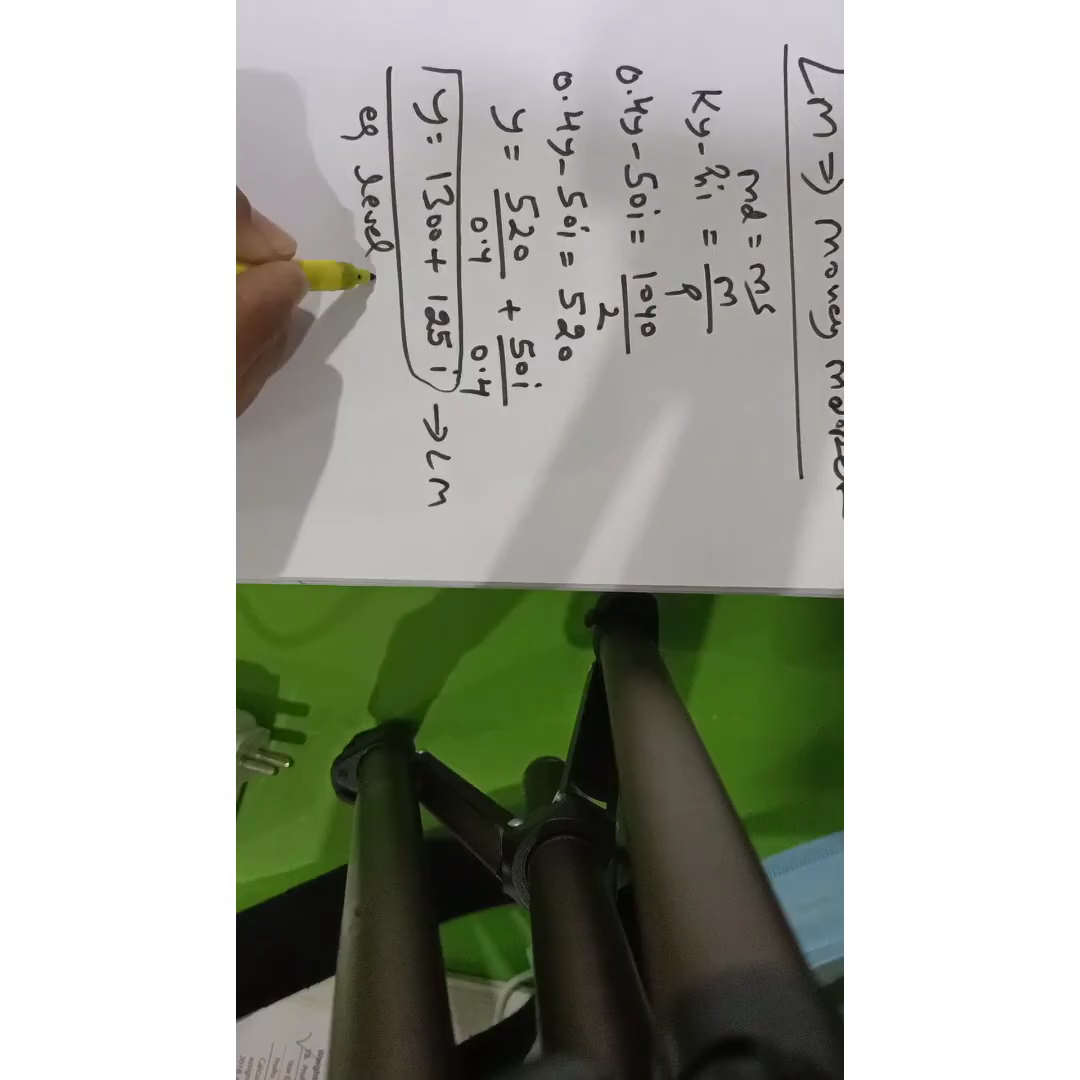 LM => money market
md = ms
Ky - hi = m/p
0.4y - 50i = 1040/2
0.4y - 50i = 520
y = 520/0.4 + 50i/0.4
y = 1300 + 125i → LM
eq level